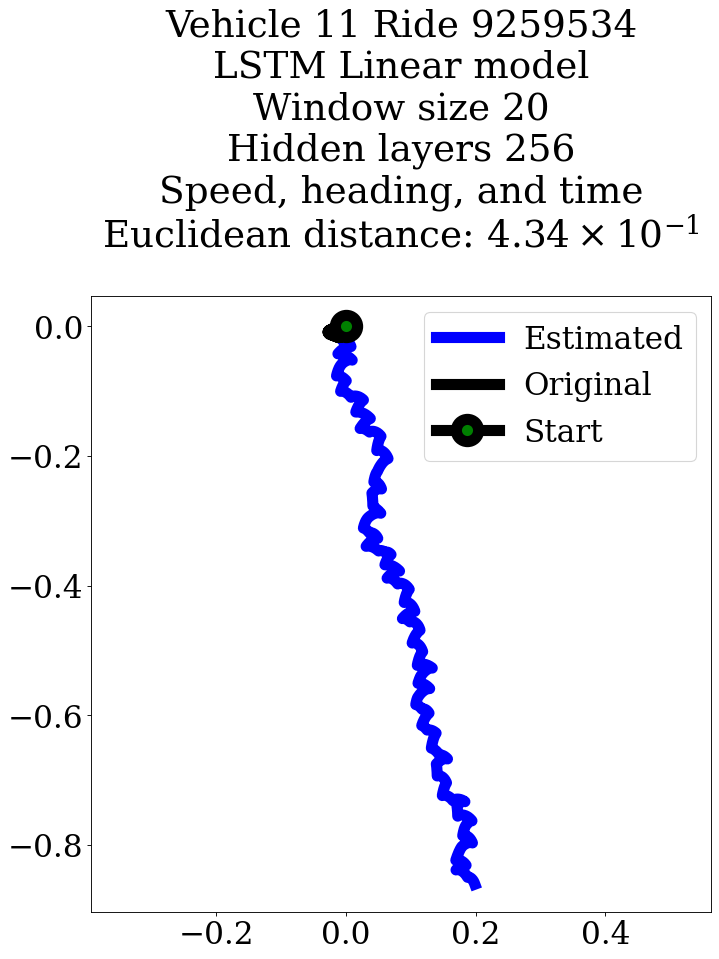 Vehicle 11 Ride 9259534
LSTM Linear model
Window size 20
Hidden layers 256
Speed, heading, and time
Euclidean distance: 4.34 × 10⁻¹
Estimated
Original
Start
0.0
−0.2
−0.4
−0.6
−0.8
−0.2 0.0 0.2 0.4